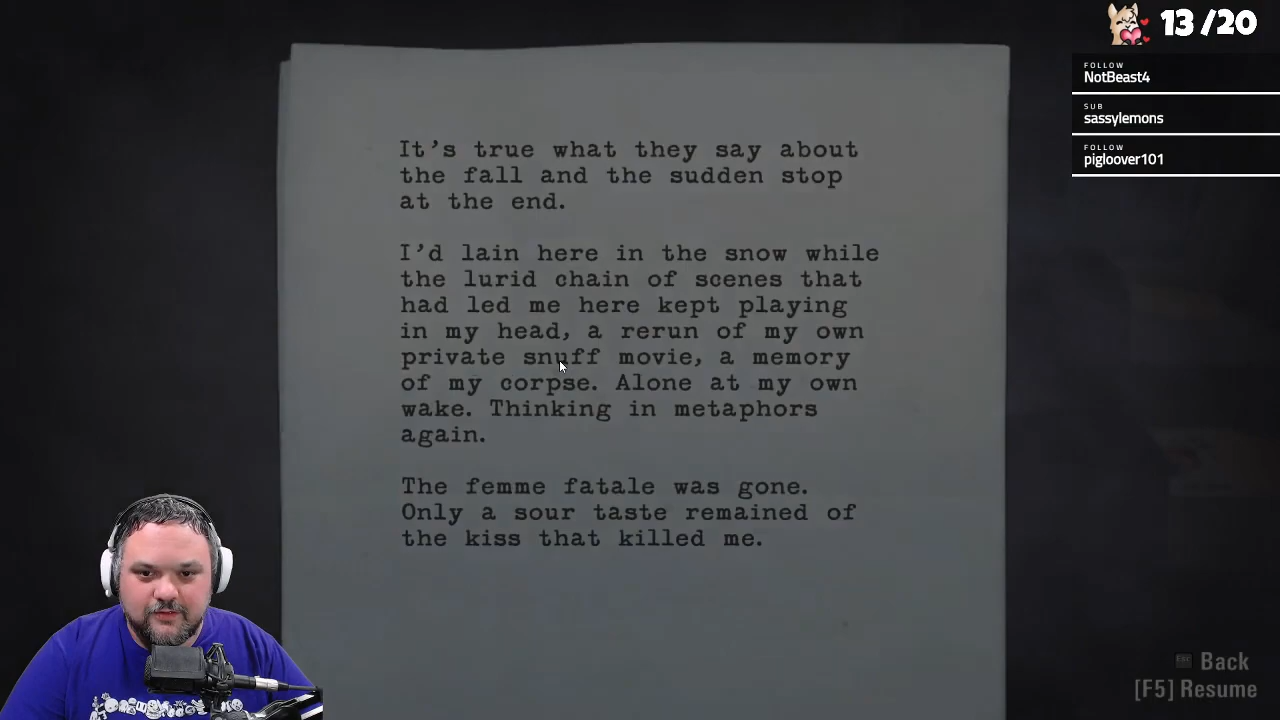 13 /20
FOLLOW
NotBeast4
SUB
sassylemons
FOLLOW
pigloover101
It's true what they say about
the fall and the sudden stop
at the end.
I'd lain here in the snow while
the lurid chain of scenes that
had led me here kept playing
in my head, a rerun of my own
private snuff movie, a memory
of my corpse. Alone at my own
wake. Thinking in metaphors
again.
The femme fatale was gone.
Only a sour taste remained of
the kiss that killed me.
ESC Back
[F5] Resume